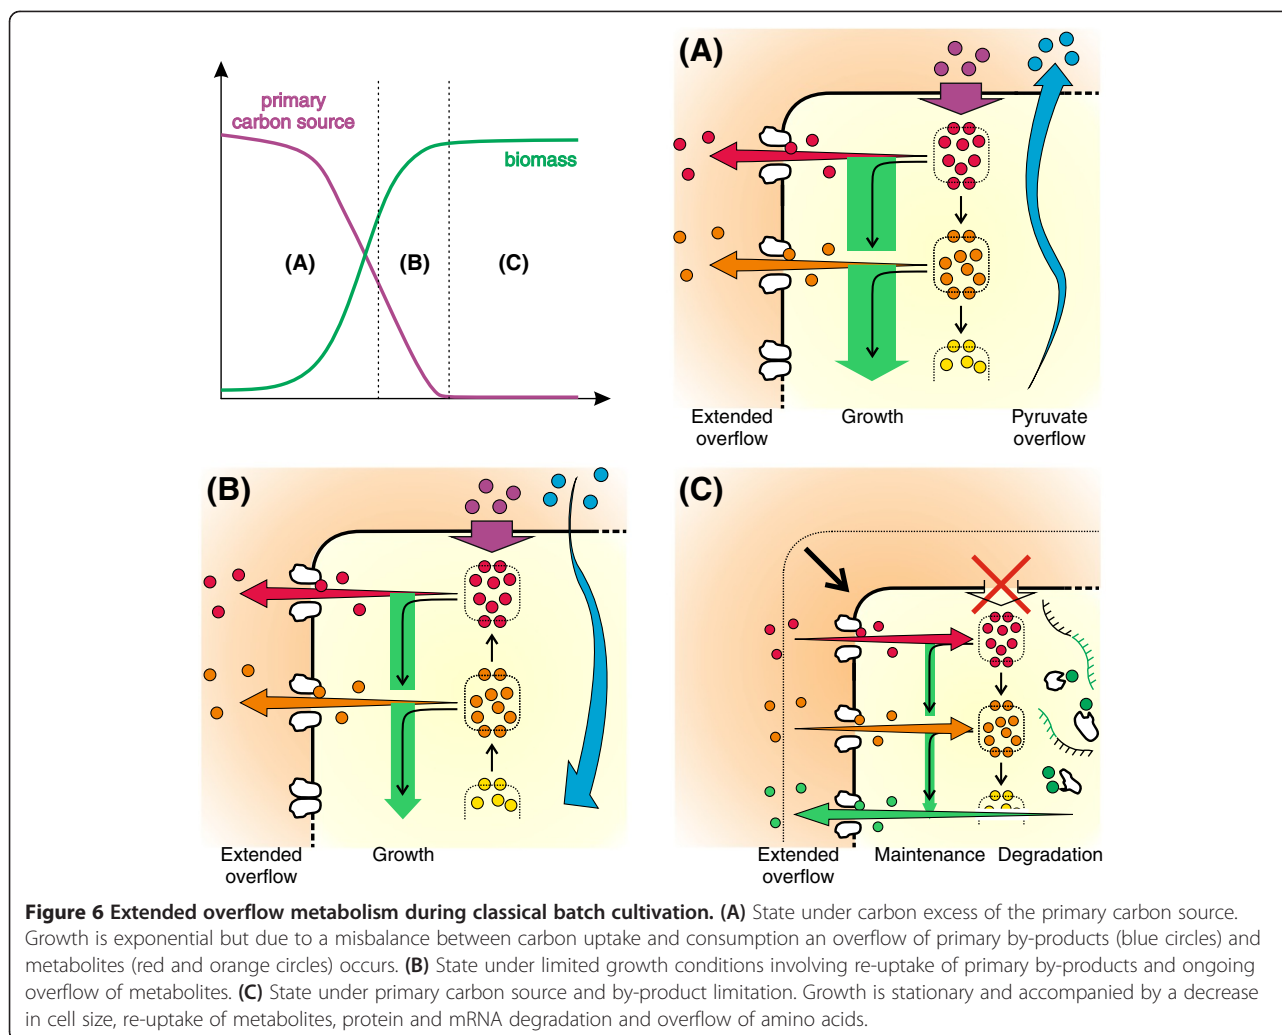 primary
carbon source
biomass
(A)
(B)
(C)
(A)
Extended
overflow
Growth
Pyruvate
overflow
(B)
Extended
overflow
Growth
(C)
Extended
overflow
Maintenance
Degradation
Figure 6 Extended overflow metabolism during classical batch cultivation. (A) State under carbon excess of the primary carbon source.
Growth is exponential but due to a misbalance between carbon uptake and consumption an overflow of primary by-products (blue circles) and
metabolites (red and orange circles) occurs. (B) State under limited growth conditions involving re-uptake of primary by-products and ongoing
overflow of metabolites. (C) State under primary carbon source and by-product limitation. Growth is stationary and accompanied by a decrease
in cell size, re-uptake of metabolites, protein and mRNA degradation and overflow of amino acids.